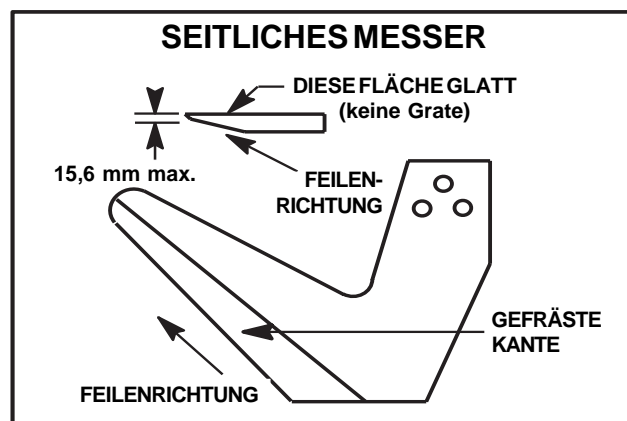 SEITLICHES MESSER
DIESE FLÄCHE GLATT
(keine Grate)
15,6 mm max.
FEILEN-
RICHTUNG
GEFRÄSTE
KANTE
FEILENRICHTUNG